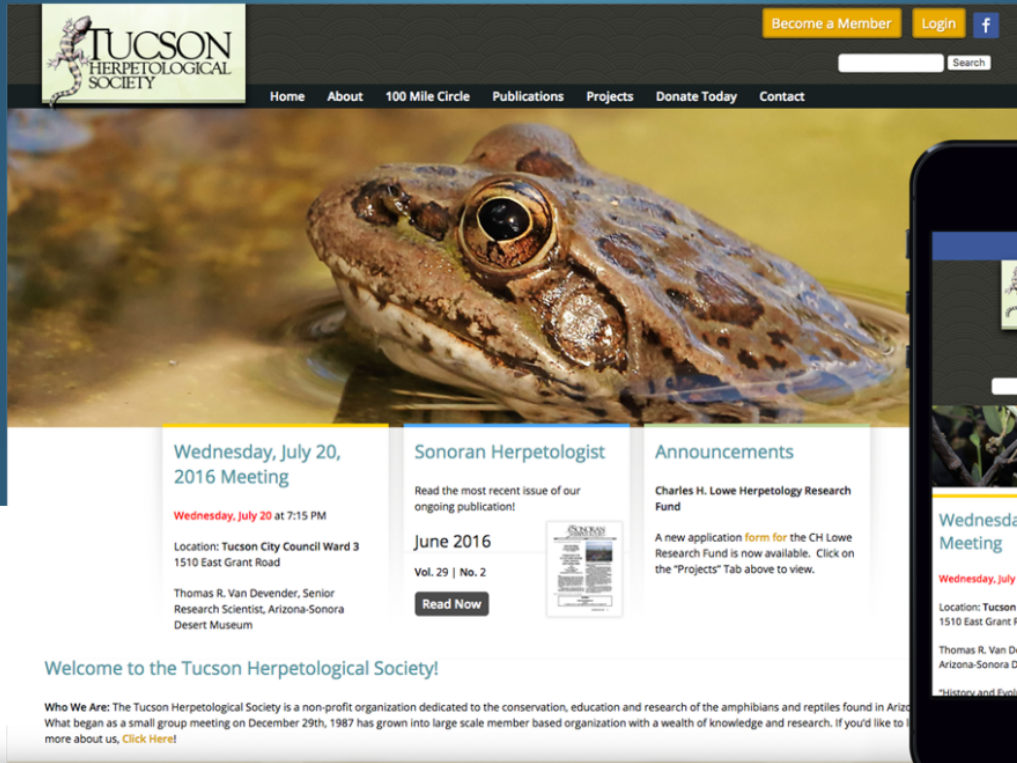 Become a Member Login f
TUCSON
HERPETOLOGICAL
SOCIETY
Search
Home About 100 Mile Circle Publications Projects Donate Today Contact
Wednesday, July 20,
2016 Meeting
Wednesday, July 20 at 7:15 PM
Location: Tucson City Council Ward 3
1510 East Grant Road
Thomas R. Van Devender, Senior
Research Scientist, Arizona-Sonora
Desert Museum
Sonoran Herpetologist
Read the most recent issue of our
ongoing publication!
June 2016
Vol. 29 | No. 2
Read Now
SONORAN
Announcements
Charles H. Lowe Herpetology Research
Fund
A new application form for the CH Lowe
Research Fund is now available. Click on
the "Projects" Tab above to view.
Welcome to the Tucson Herpetological Society!
Who We Are: The Tucson Herpetological Society is a non-profit organization dedicated to the conservation, education and research of the amphibians and reptiles found in Arizo
What began as a small group meeting on December 29th, 1987 has grown into large scale member based organization with a wealth of knowledge and research. If you'd like to l
more about us, Click Here!
Wednesda
Meeting
Wednesday, July
Location: Tucson
1510 East Grant R
Thomas R. Van De
Arizona-Sonora D
"History and Evol